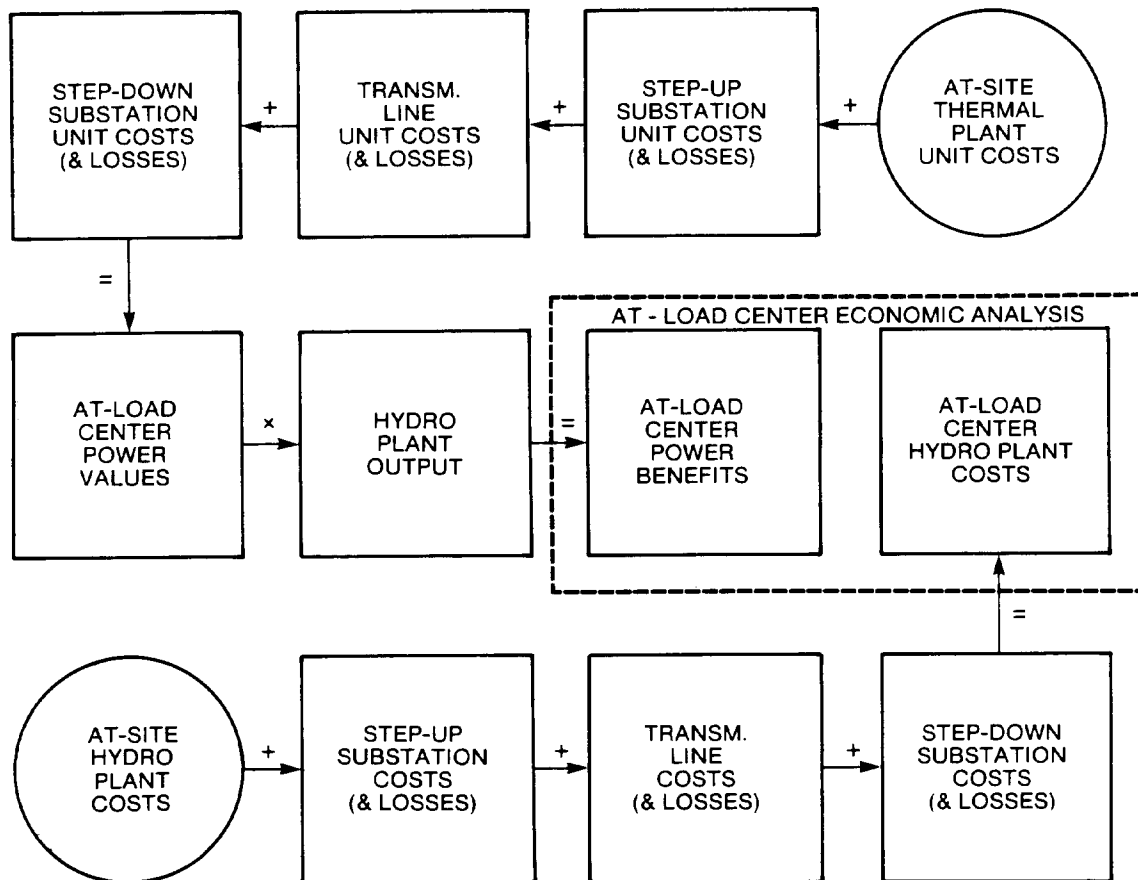 STEP-DOWN
SUBSTATION
UNIT COSTS
(& LOSSES)
+
TRANSM.
LINE
UNIT COSTS
(& LOSSES)
+
STEP-UP
SUBSTATION
UNIT COSTS
(& LOSSES)
+
AT-SITE
THERMAL
PLANT
UNIT COSTS
=
AT - LOAD CENTER ECONOMIC ANALYSIS
AT-LOAD
CENTER
POWER
VALUES
×
HYDRO
PLANT
OUTPUT
=
AT-LOAD
CENTER
POWER
BENEFITS
AT-LOAD
CENTER
HYDRO PLANT
COSTS
=
AT-SITE
HYDRO
PLANT
COSTS
+
STEP-UP
SUBSTATION
COSTS
(& LOSSES)
+
TRANSM.
LINE
COSTS
(& LOSSES)
+
STEP-DOWN
SUBSTATION
COSTS
(& LOSSES)